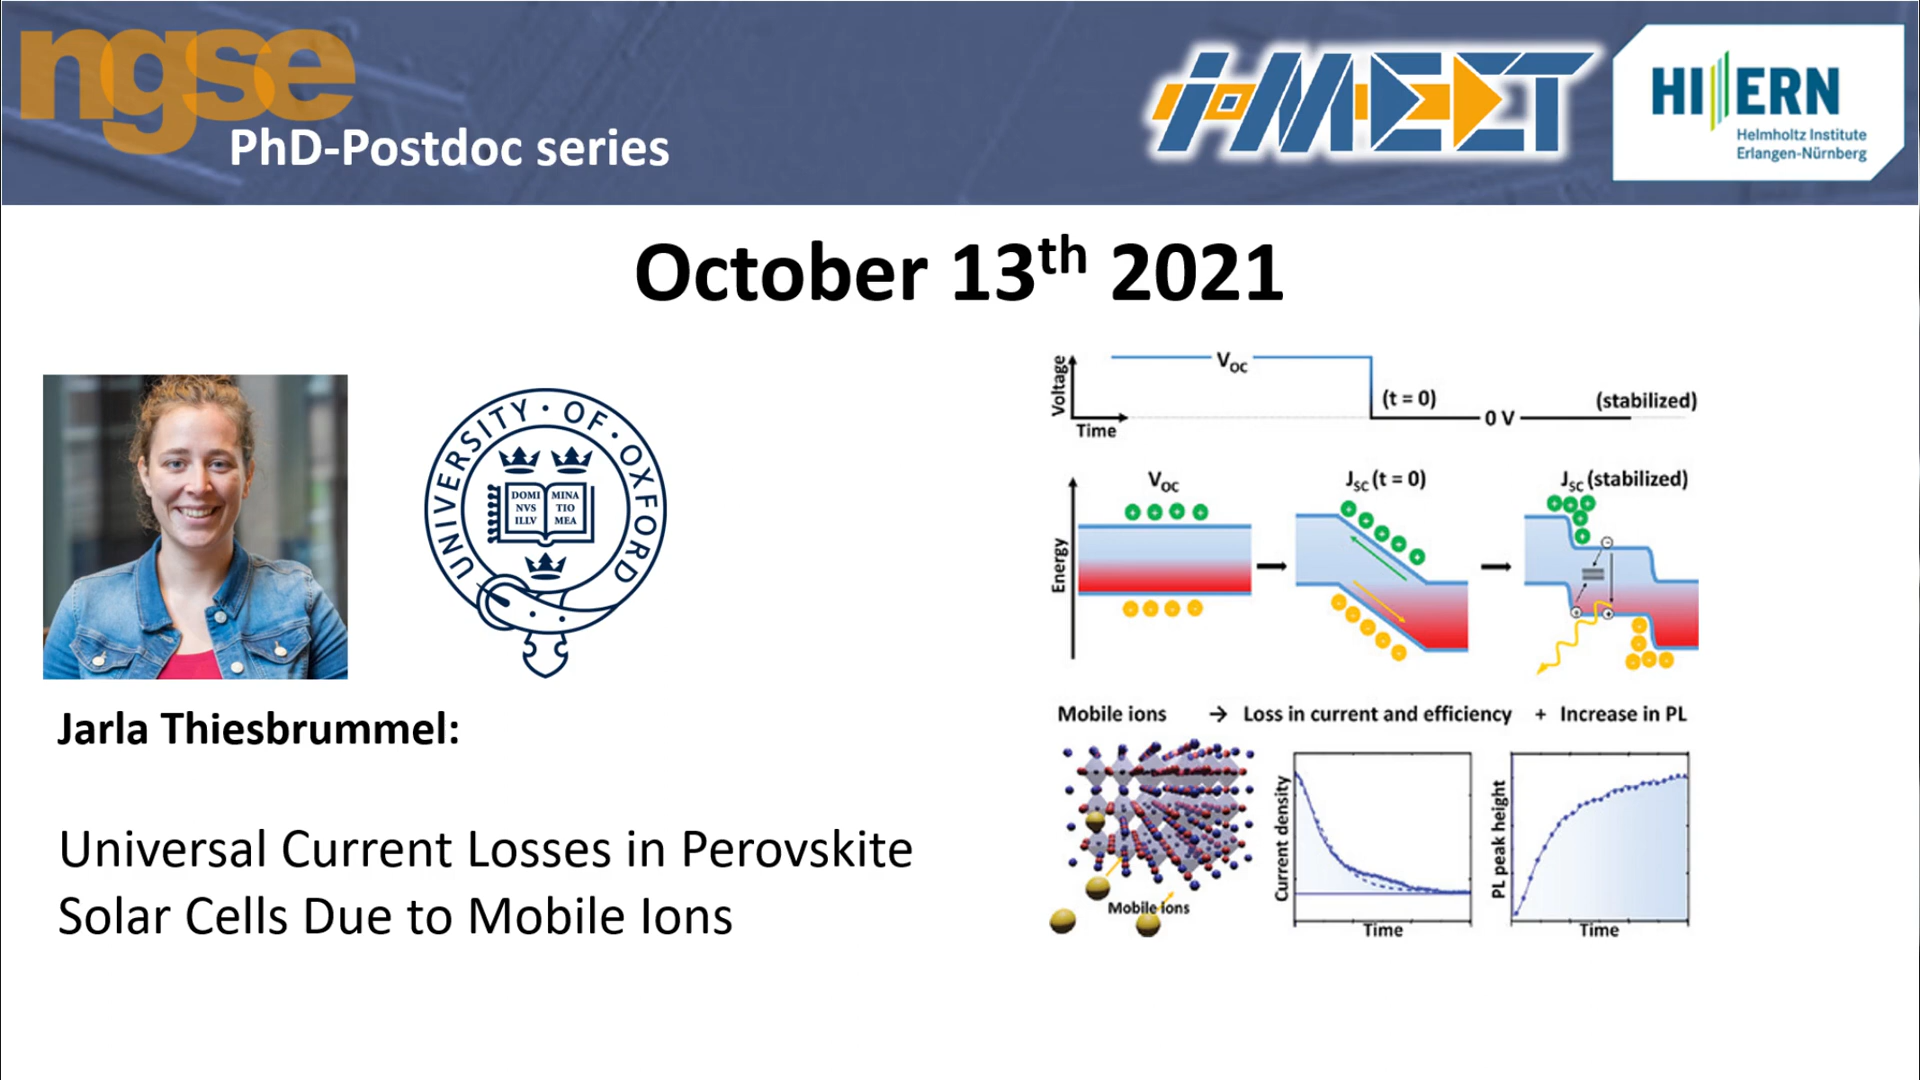 ngse
PhD-Postdoc series
i-MEET
HI ERN
Helmholtz Institute
Erlangen-Nürnberg
October 13th 2021
UNIVERSITY · OF · OXFORD
DOMI MINA
NVS TIO
ILLV MEA
Jarla Thiesbrummel:
Universal Current Losses in Perovskite
Solar Cells Due to Mobile Ions
Voltage
Time
VOC
(t = 0)
0 V
(stabilized)
Energy
VOC
JSC (t = 0)
JSC (stabilized)
Mobile ions → Loss in current and efficiency + Increase in PL
Mobile ions
Current density
Time
PL peak height
Time